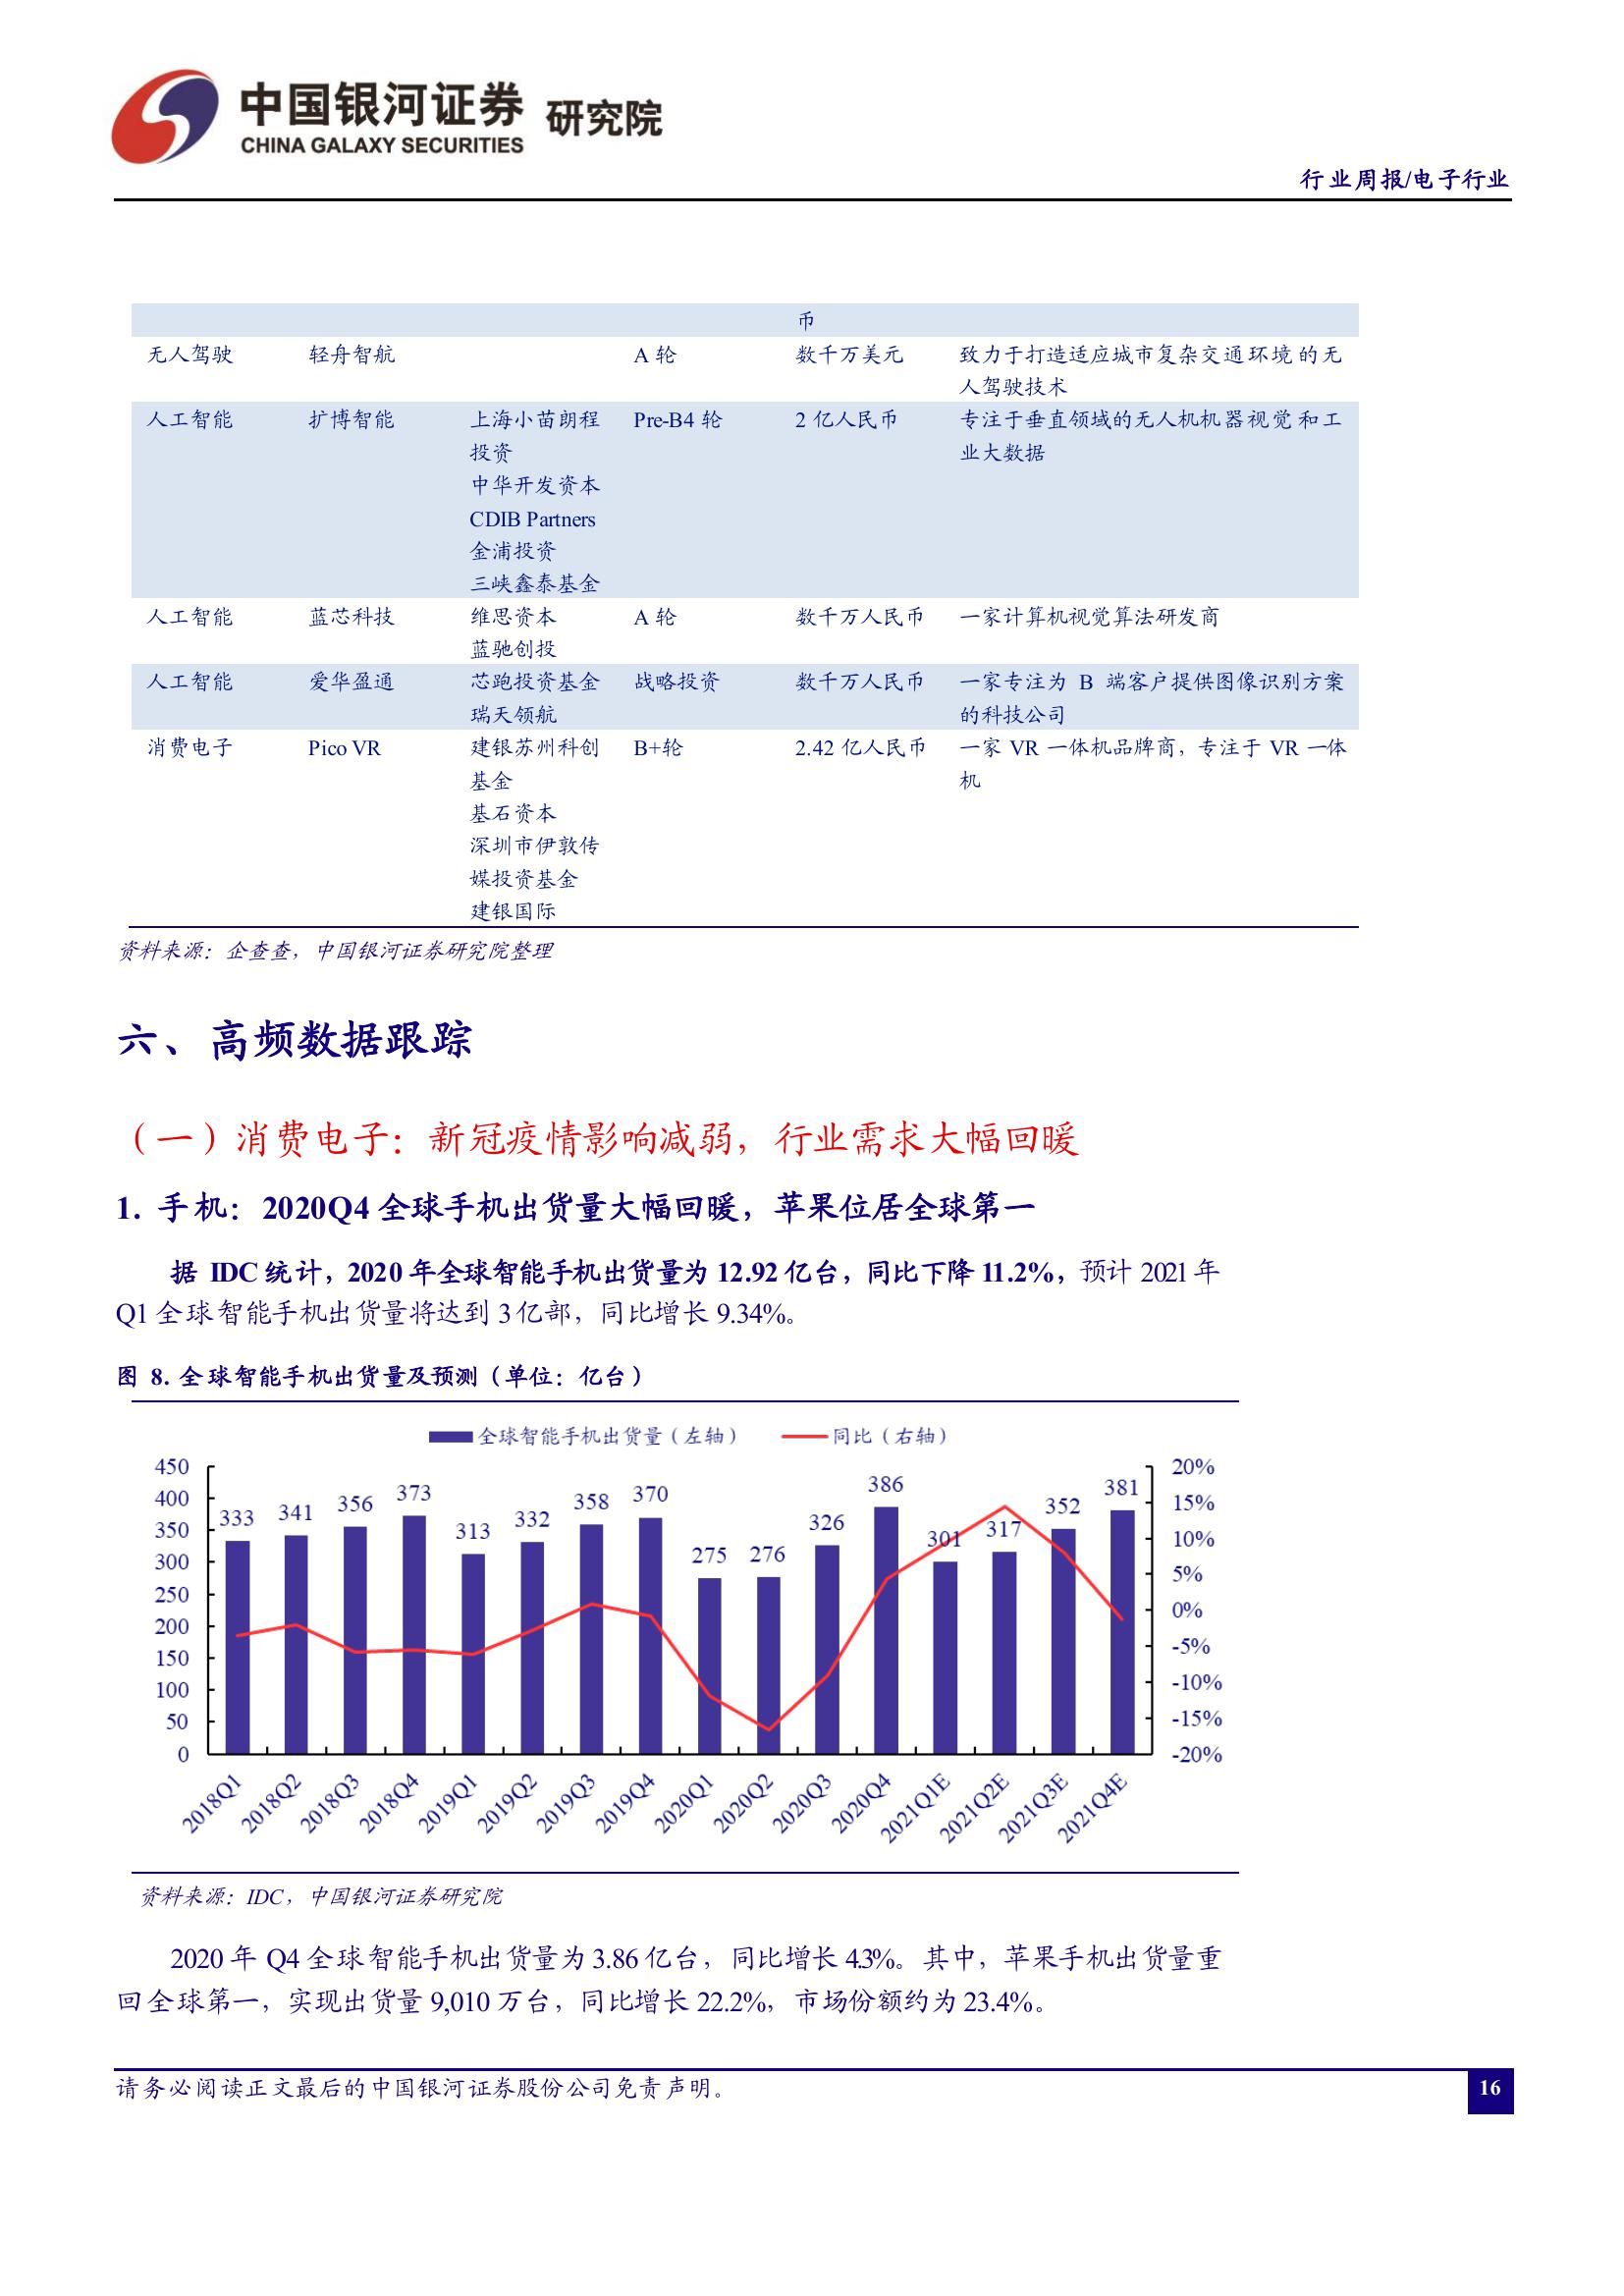 中国银河证券 研究院
CHINA GALAXY SECURITIES
行业周报/电子行业
币
无人驾驶 轻舟智航 A 轮 数千万美元 致力于打造适应城市复杂交通环境的无
人驾驶技术
人工智能 扩博智能 上海小苗朗程 Pre-B4 轮 2 亿人民币 专注于垂直领域的无人机机器视觉和工
投资 业大数据
中华开发资本
CDIB Partners
金浦投资
三峡鑫泰基金
人工智能 蓝芯科技 维思资本 A 轮 数千万人民币 一家计算机视觉算法研发商
蓝驰创投
人工智能 爱华盈通 芯跑投资基金 战略投资 数千万人民币 一家专注为 B 端客户提供图像识别方案
瑞天领航 的科技公司
消费电子 Pico VR 建银苏州科创 B+轮 2.42 亿人民币 一家 VR 一体机品牌商，专注于 VR 一体
基金 机
基石资本
深圳市伊敦传
媒投资基金
建银国际
资料来源：企查查，中国银河证券研究院整理
六、高频数据跟踪
（一）消费电子：新冠疫情影响减弱，行业需求大幅回暖
1. 手机：2020Q4 全球手机出货量大幅回暖，苹果位居全球第一
据 IDC 统计，2020 年全球智能手机出货量为 12.92 亿台，同比下降 11.2%，预计 2021 年
Q1 全球智能手机出货量将达到 3 亿部，同比增长 9.34%。
图 8. 全球智能手机出货量及预测（单位：亿台）
全球智能手机出货量（左轴） 同比（右轴）
450
400
350
300
250
200
150
100
50
0
333 341 356 373 313 332 358 370 275 276 326 386 301 317 352 381
20%
15%
10%
5%
0%
-5%
-10%
-15%
-20%
2018Q1 2018Q2 2018Q3 2018Q4 2019Q1 2019Q2 2019Q3 2019Q4 2020Q1 2020Q2 2020Q3 2020Q4 2021Q1E 2021Q2E 2021Q3E 2021Q4E
资料来源：IDC，中国银河证券研究院
2020 年 Q4 全球智能手机出货量为 3.86 亿台，同比增长 4.3%。其中，苹果手机出货量重
回全球第一，实现出货量 9,010 万台，同比增长 22.2%，市场份额约为 23.4%。
请务必阅读正文最后的中国银河证券股份公司免责声明。
16